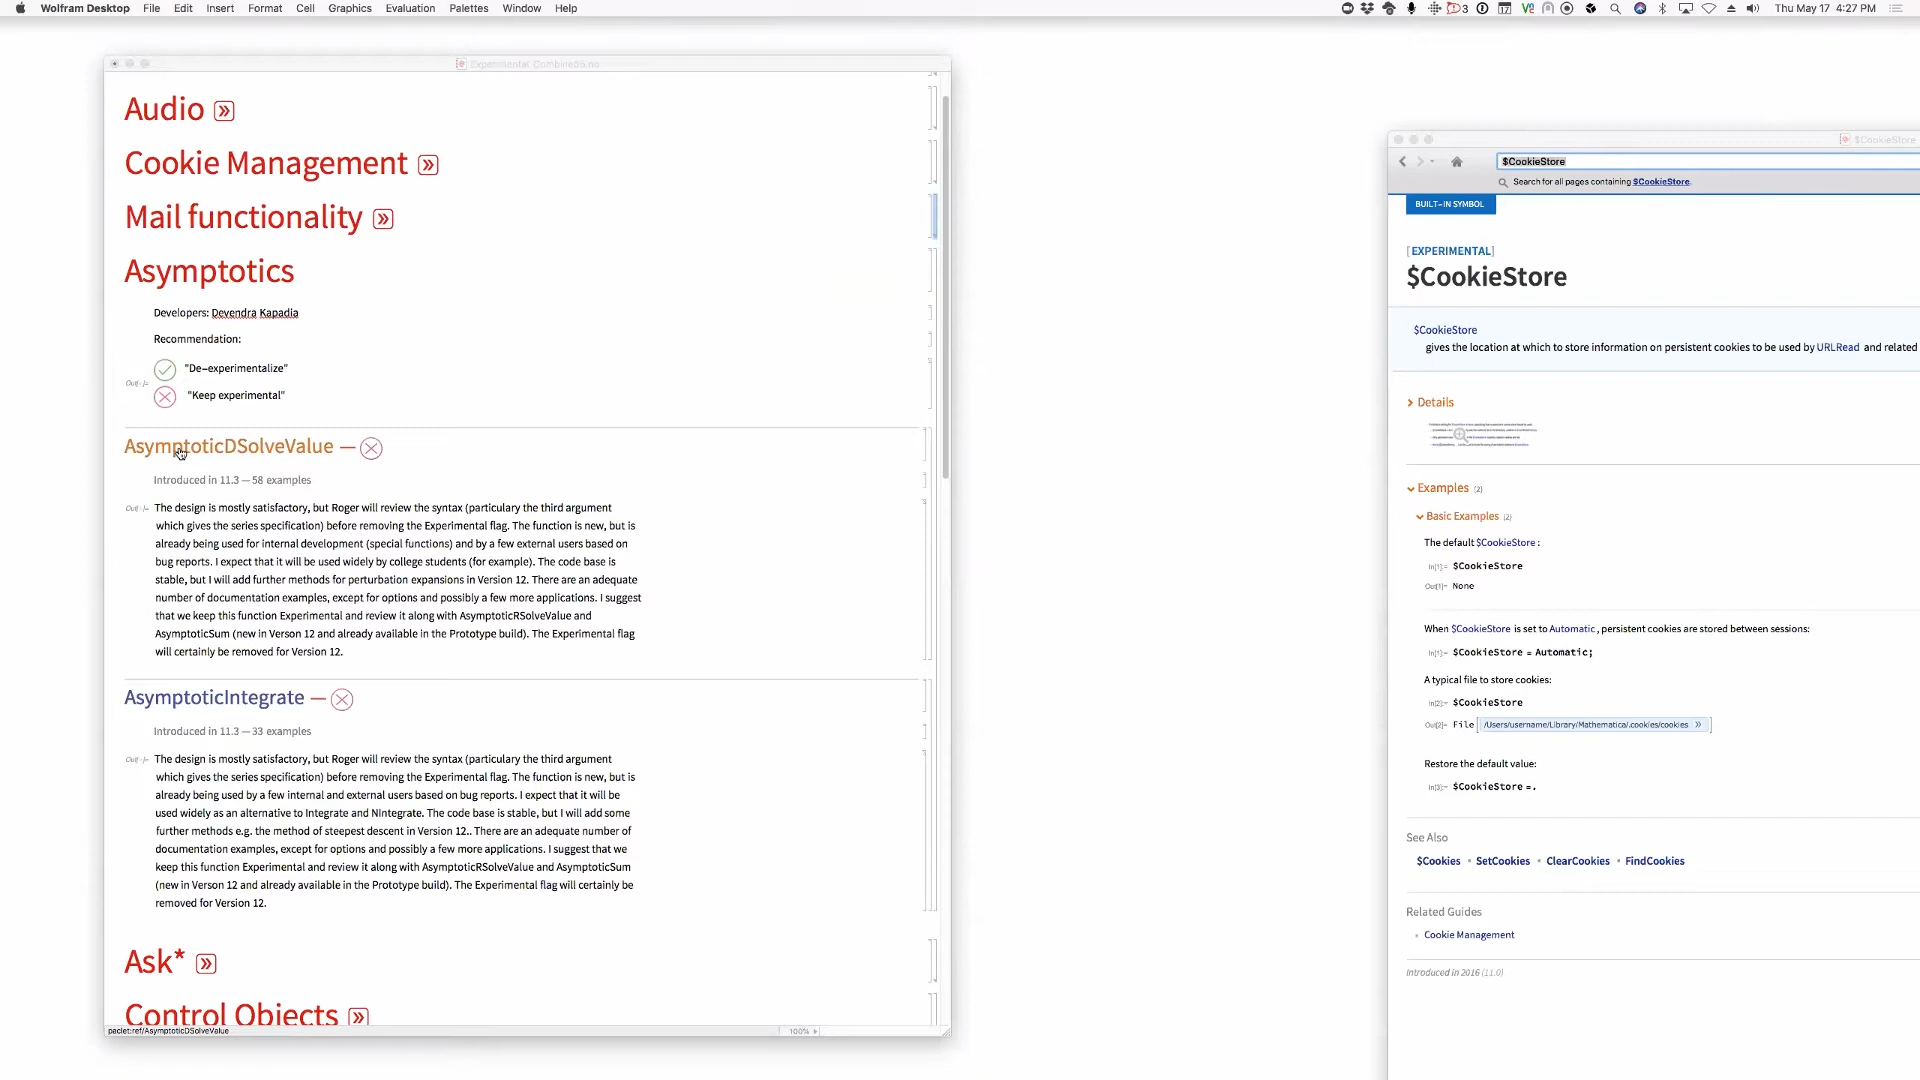 Wolfram Desktop File Edit Insert Format Cell Graphics Evaluation Palettes Window Help
3 17 Thu May 17 4:27 PM
Audio »
Cookie Management »
Mail functionality »
Asymptotics
Developers: Devendra Kapadia
Recommendation:
"De–experimentalize"
"Keep experimental"
AsymptoticDSolveValue —
Introduced in 11.3 — 58 examples
The design is mostly satisfactory, but Roger will review the syntax (particulary the third argument
which gives the series specification) before removing the Experimental flag. The function is new, but is
already being used for internal development (special functions) and by a few external users based on
bug reports. I expect that it will be used widely by college students (for example). The code base is
stable, but I will add further methods for perturbation expansions in Version 12. There are an adequate
number of documentation examples, except for options and possibly a few more applications. I suggest
that we keep this function Experimental and review it along with AsymptoticRSolveValue and
AsymptoticSum (new in Verson 12 and already available in the Prototype build). The Experimental flag
will certainly be removed for Version 12.
AsymptoticIntegrate —
Introduced in 11.3 — 33 examples
The design is mostly satisfactory, but Roger will review the syntax (particulary the third argument
which gives the series specification) before removing the Experimental flag. The function is new, but is
already being used by a few internal and external users based on bug reports. I expect that it will be
used widely as an alternative to Integrate and NIntegrate. The code base is stable, but I will add some
further methods e.g. the method of steepest descent in Version 12.. There are an adequate number of
documentation examples, except for options and possibly a few more applications. I suggest that we
keep this function Experimental and review it along with AsymptoticRSolveValue and AsymptoticSum
(new in Verson 12 and already available in the Prototype build). The Experimental flag will certainly be
removed for Version 12.
Ask* »
Control Objects »
paclet:ref/AsymptoticDSolveValue
100%
$CookieStore
$CookieStore
Search for all pages containing $CookieStore.
BUILT–IN SYMBOL
[EXPERIMENTAL]
$CookieStore
$CookieStore
gives the location at which to store information on persistent cookies to be used by URLRead and related
Details
Examples (2)
Basic Examples (2)
The default $CookieStore :
In[1]:= $CookieStore
Out[1]= None
When $CookieStore is set to Automatic, persistent cookies are stored between sessions:
In[1]:= $CookieStore = Automatic;
A typical file to store cookies:
In[2]:= $CookieStore
Out[2]= File [ /Users/username/Library/Mathematica/.cookies/cookies » ]
Restore the default value:
In[3]:= $CookieStore =.
See Also
$Cookies ▪ SetCookies ▪ ClearCookies ▪ FindCookies
Related Guides
▪ Cookie Management
Introduced in 2016 (11.0)